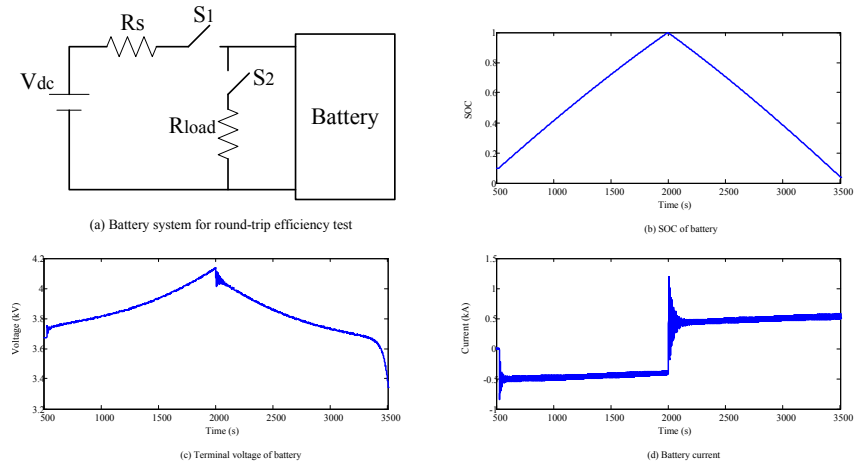 Rs S1
Vdc
S2
Rload
Battery
(a) Battery system for round-trip efficiency test
1
0.8
0.6
0.4
0.2
0
SOC
500 1000 1500 2000 2500 3000 3500
Time (s)
(b) SOC of battery
4.2
4
3.8
3.6
3.4
3.2
Voltage (kV)
500 1000 1500 2000 2500 3000 3500
Time (s)
(c) Terminal voltage of battery
1.5
1
0.5
0
-0.5
-1
Current (kA)
500 1000 1500 2000 2500 3000 3500
Time (s)
(d) Battery current